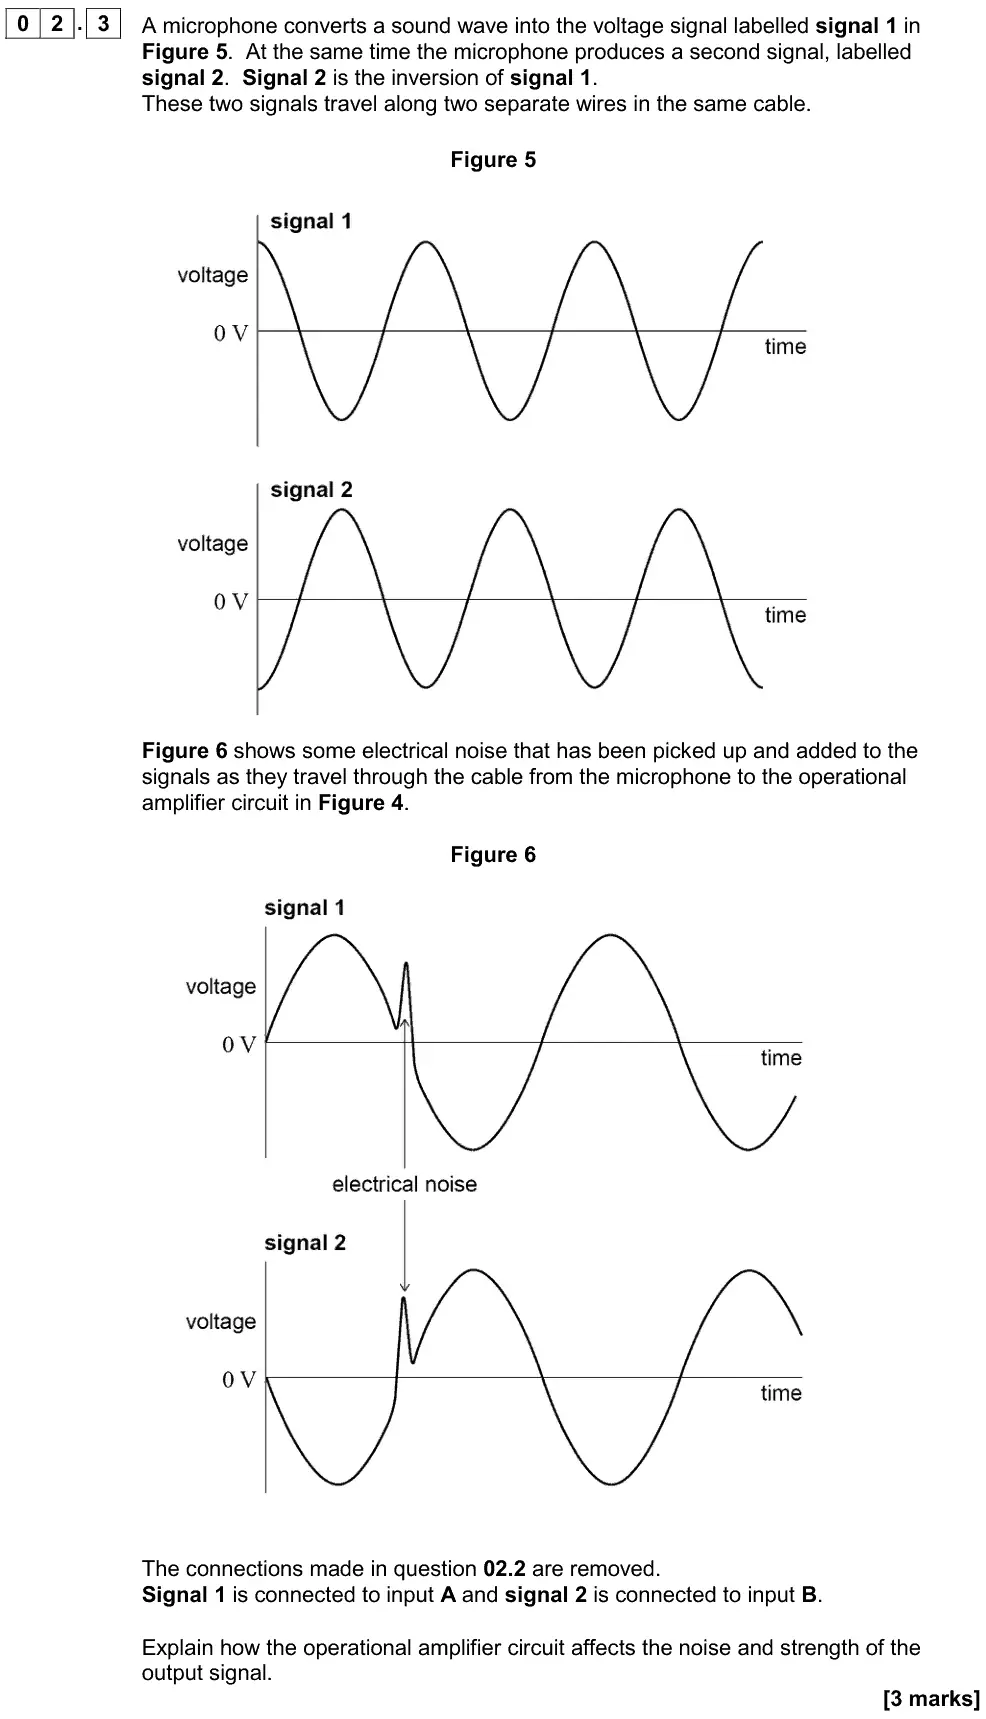 0 2 . 3 A microphone converts a sound wave into the voltage signal labelled signal 1 in
Figure 5. At the same time the microphone produces a second signal, labelled
signal 2. Signal 2 is the inversion of signal 1.
These two signals travel along two separate wires in the same cable.
Figure 5
signal 1
voltage
0 V
time
signal 2
voltage
0 V
time
Figure 6 shows some electrical noise that has been picked up and added to the
signals as they travel through the cable from the microphone to the operational
amplifier circuit in Figure 4.
Figure 6
signal 1
voltage
0 V
time
electrical noise
signal 2
voltage
0 V
time
The connections made in question 02.2 are removed.
Signal 1 is connected to input A and signal 2 is connected to input B.
Explain how the operational amplifier circuit affects the noise and strength of the
output signal.
[3 marks]